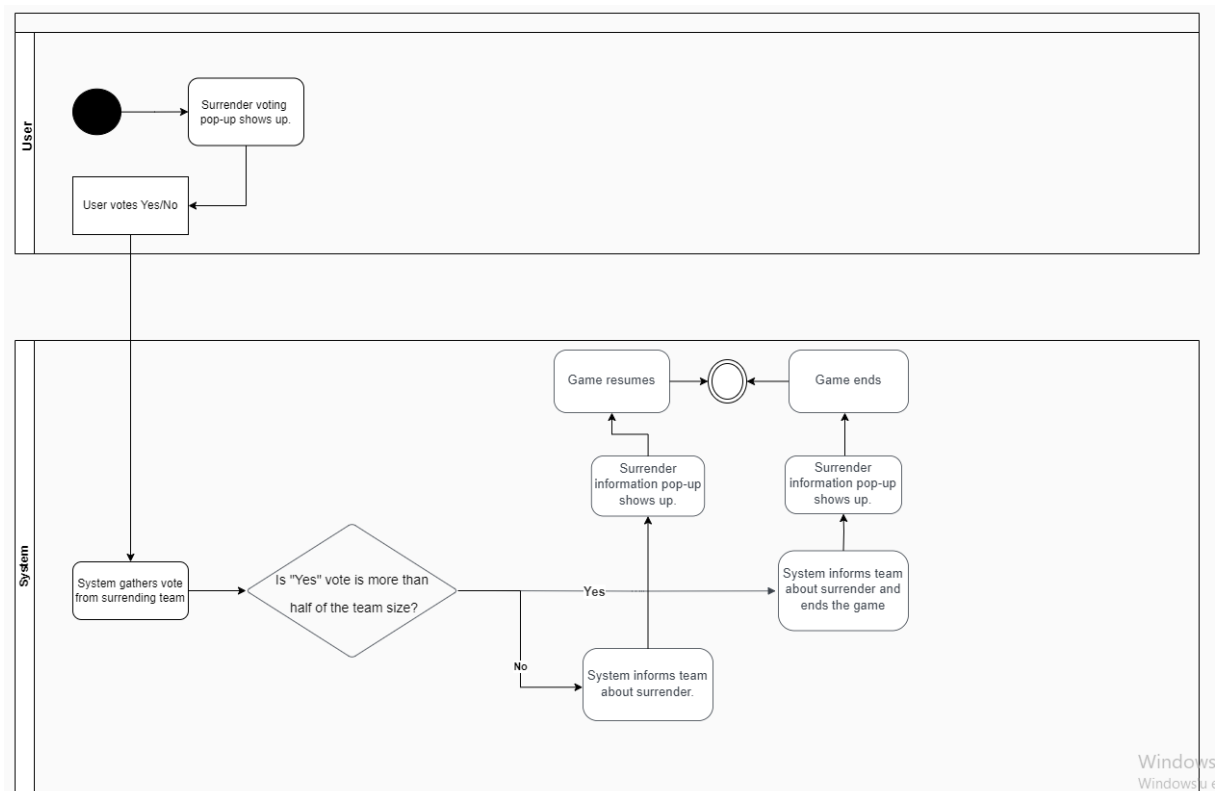 User
Surrender voting
pop-up shows up.
User votes Yes/No
System
Game resumes
Game ends
Surrender
information pop-up
shows up.
Surrender
information pop-up
shows up.
System gathers vote
from surrending team
Is "Yes" vote is more than
half of the team size?
Yes
System informs team
about surrender and
ends the game
No
System informs team
about surrender.
Windows
Windows'u e